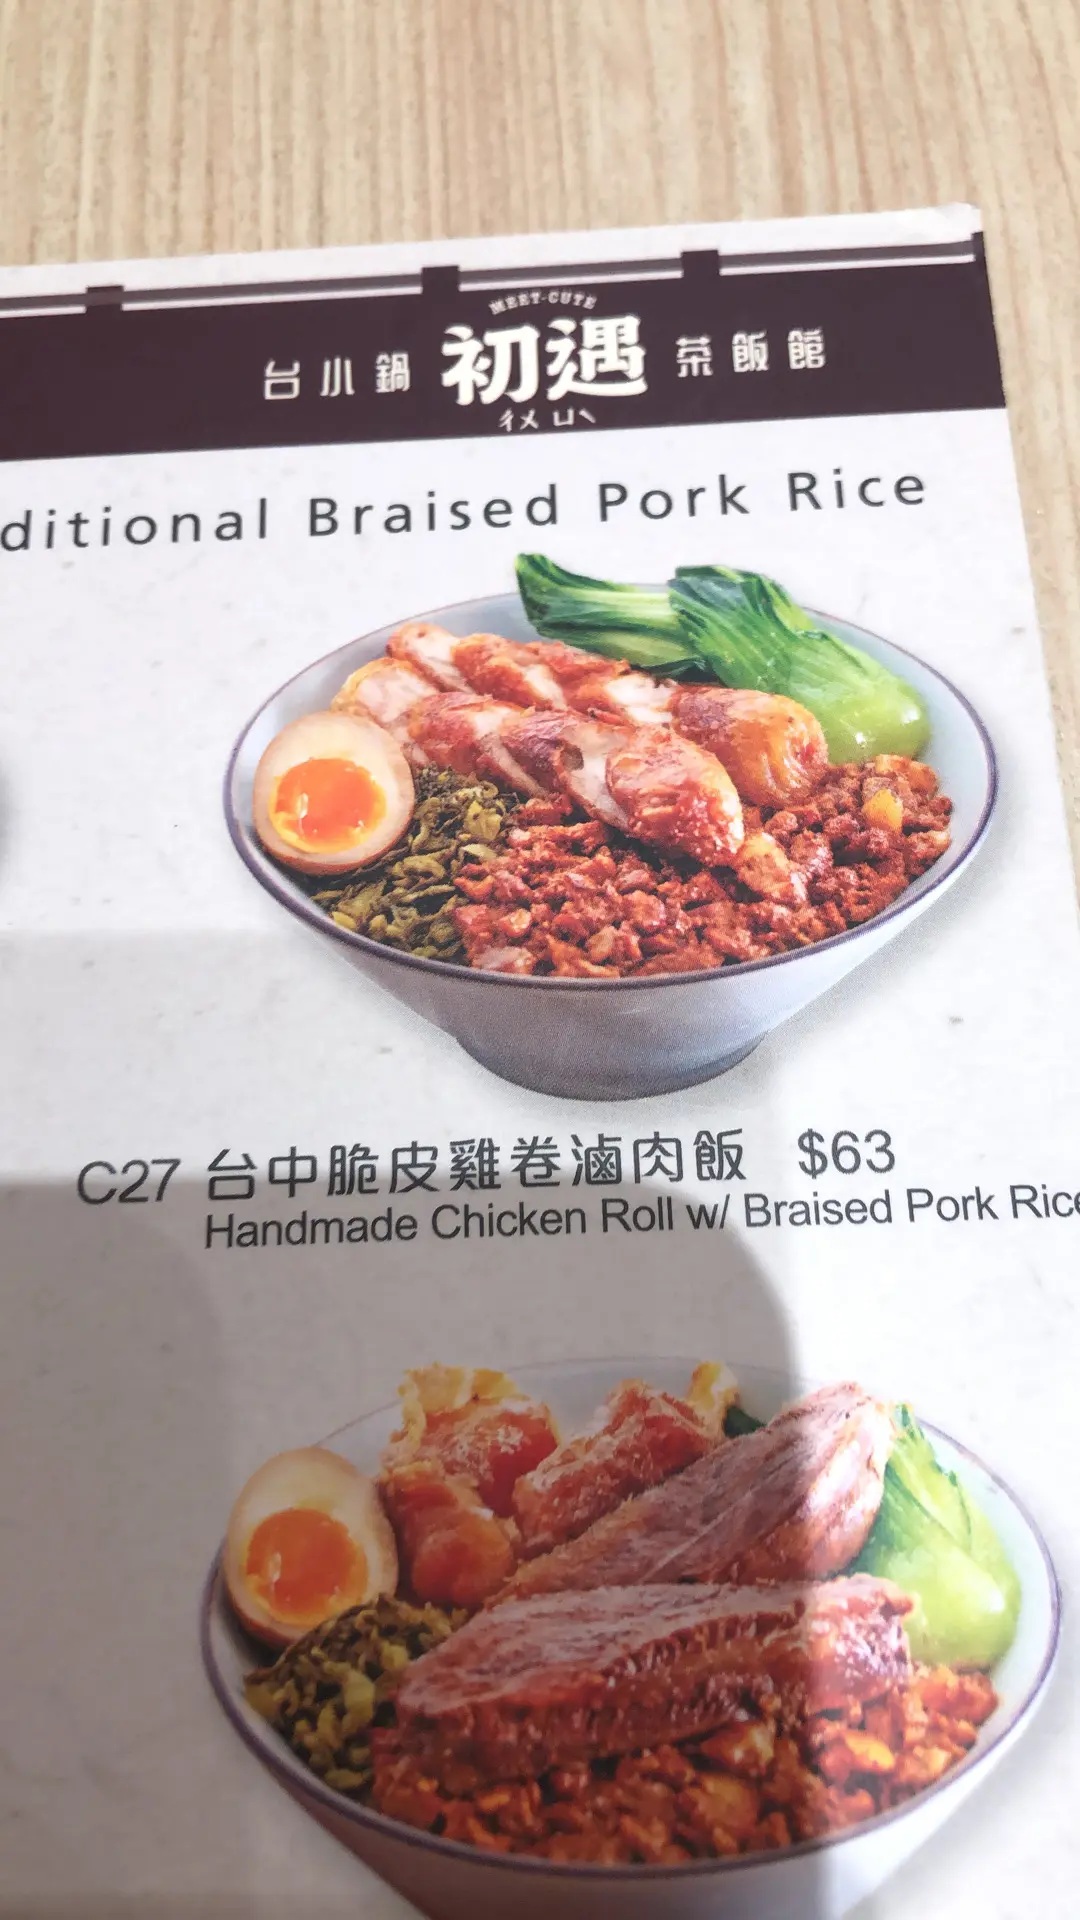 MEET-CUTE
台小鍋 初遇 茶飯館
ditional Braised Pork Rice
C27 台中脆皮雞卷滷肉飯 $63
Handmade Chicken Roll w/ Braised Pork Rice